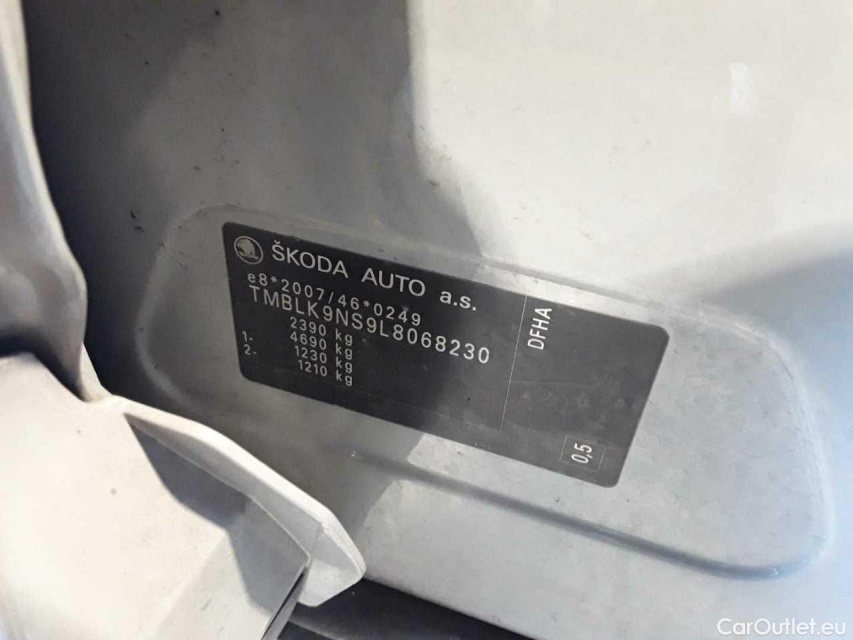 ŠKODA AUTO a.s.
e8*2007/46*0249
TMBLK9NS9L8068230
2390 kg
4690 kg
1- 1230 kg
2- 1210 kg
DFHA
0,5
CarOutlet.eu